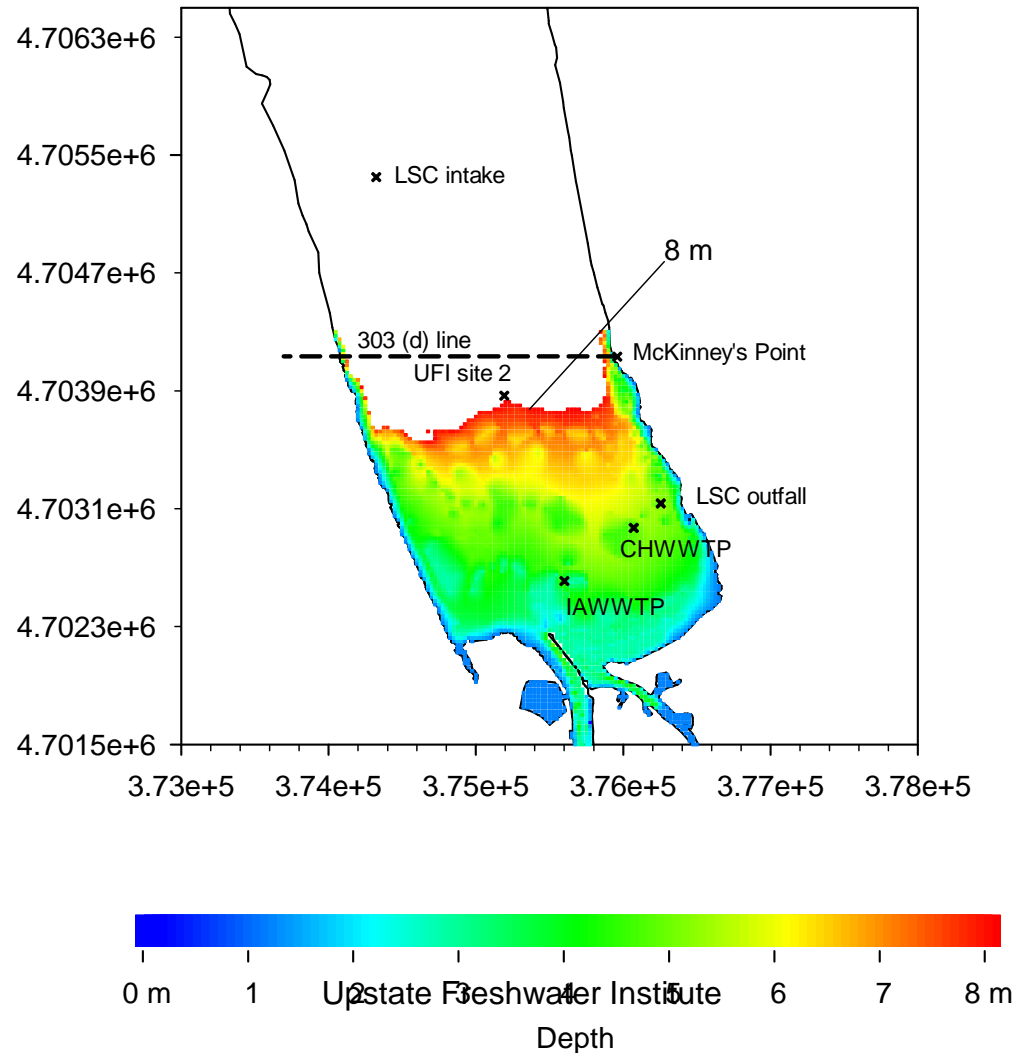 4.7063e+6
4.7055e+6
LSC intake
8 m
4.7047e+6
303 (d) line
McKinney's Point
UFI site 2
4.7039e+6
LSC outfall
4.7031e+6
CHWWTP
IAWWTP
4.7023e+6
4.7015e+6
3.73e+5 3.74e+5 3.75e+5 3.76e+5 3.77e+5 3.78e+5
0 m 1 2 3 4 5 6 7 8 m
Upstate Freshwater Institute
Depth